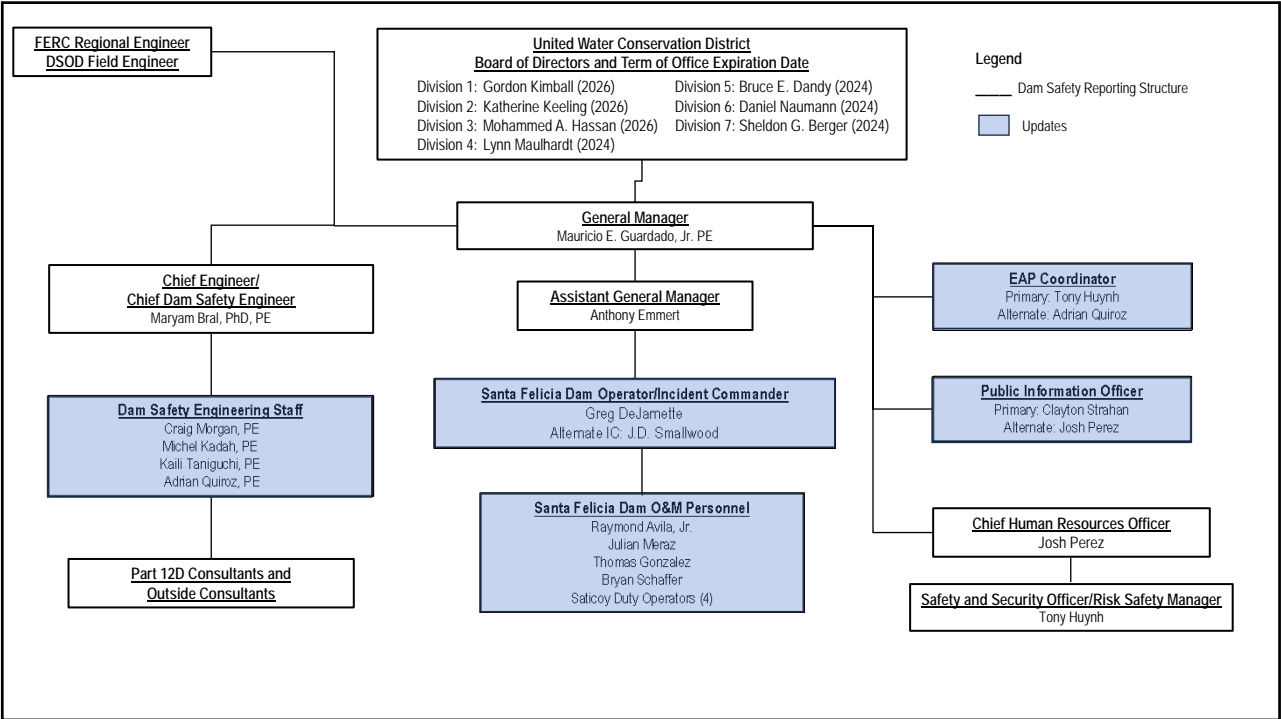 FERC Regional Engineer
DSOD Field Engineer
United Water Conservation District
Board of Directors and Term of Office Expiration Date
Division 1: Gordon Kimball (2026)
Division 2: Katherine Keeling (2026)
Division 3: Mohammed A. Hassan (2026)
Division 4: Lynn Maulhardt (2024)
Division 5: Bruce E. Dandy (2024)
Division 6: Daniel Naumann (2024)
Division 7: Sheldon G. Berger (2024)
Legend
Dam Safety Reporting Structure
Updates
General Manager
Mauricio E. Guardado, Jr. PE
Chief Engineer/
Chief Dam Safety Engineer
Maryam Bral, PhD, PE
Assistant General Manager
Anthony Emmert
EAP Coordinator
Primary: Tony Huynh
Alternate: Adrian Quiroz
Dam Safety Engineering Staff
Craig Morgan, PE
Michel Kadah, PE
Kaili Taniguchi, PE
Adrian Quiroz, PE
Santa Felicia Dam Operator/Incident Commander
Greg DeJarnette
Alternate IC: J.D. Smallwood
Public Information Officer
Primary: Clayton Strahan
Alternate: Josh Perez
Santa Felicia Dam O&M Personnel
Raymond Avila, Jr.
Julian Meraz
Thomas Gonzalez
Bryan Schaffer
Saticoy Duty Operators (4)
Part 12D Consultants and
Outside Consultants
Chief Human Resources Officer
Josh Perez
Safety and Security Officer/Risk Safety Manager
Tony Huynh